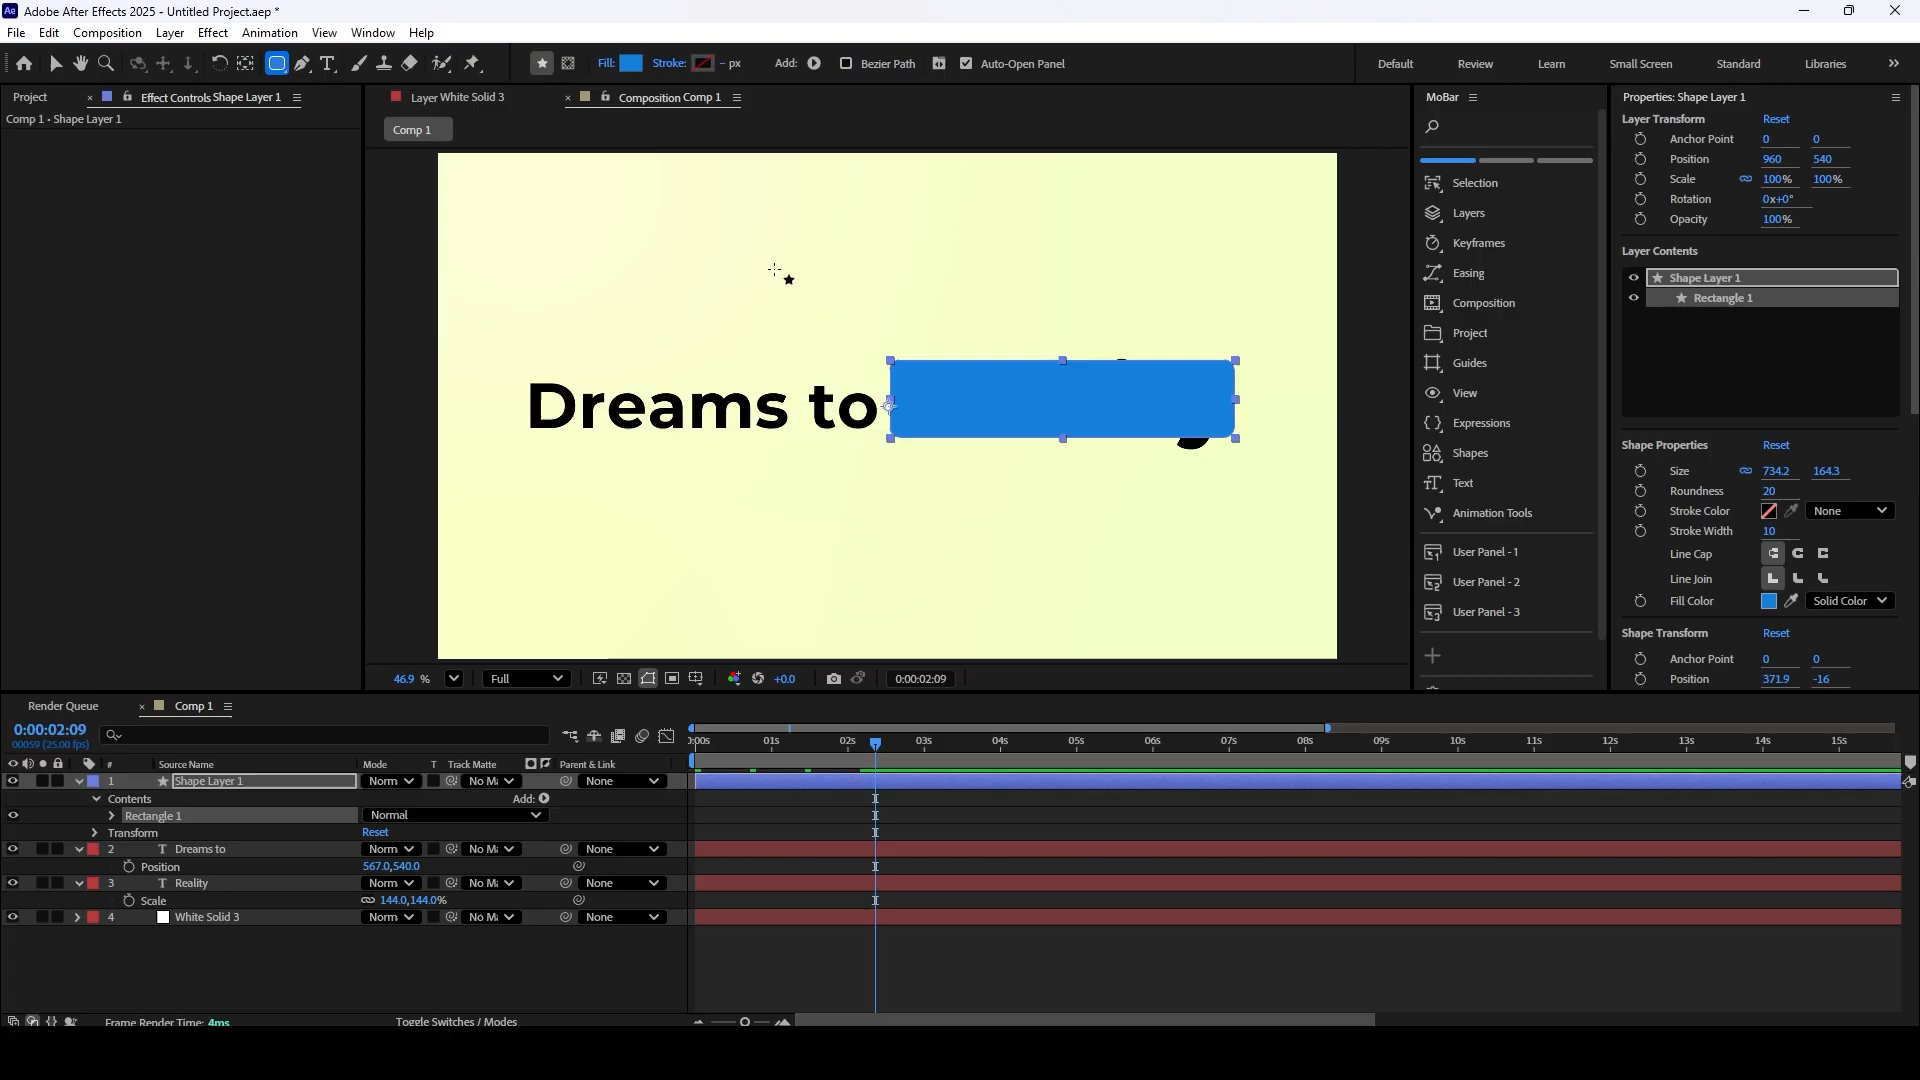 Adobe After Effects 2025 - Untitled Project.aep *
File Edit Composition Layer Effect Animation View Window Help
Fill: Stroke: - px Add: Bezier Path Auto-Open Panel
Default Review Learn Small Screen Standard Libraries
Project Effect Controls Shape Layer 1
Comp 1 • Shape Layer 1
Layer White Solid 3 Composition Comp 1
Comp 1
Dreams to
46.9 % Full +0.0 0:00:02:09
MoBar
Selection
Layers
Keyframes
Easing
Composition
Project
Guides
View
Expressions
Shapes
Text
Animation Tools
User Panel - 1
User Panel - 2
User Panel - 3
Properties: Shape Layer 1
Layer Transform Reset
Anchor Point 0 0
Position 960 540
Scale 100% 100%
Rotation 0x+0°
Opacity 100%
Layer Contents
Shape Layer 1
Rectangle 1
Shape Properties Reset
Size 734.2 164.3
Roundness 20
Stroke Color None
Stroke Width 10
Line Cap
Line Join
Fill Color Solid Color
Shape Transform Reset
Anchor Point 0 0
Position 371.9 -16
Render Queue Comp 1
0:00:02:09
00059 (25.00 fps)
:00s 01s 02s 03s 04s 05s 06s 07s 08s 09s 10s 11s 12s 13s 14s 15s
# Source Name Mode T Track Matte Parent & Link
1 Shape Layer 1 Norm No Ma None
Contents Add:
Rectangle 1 Normal
Transform Reset
2 T Dreams to Norm No Ma None
Position 567.0,540.0
3 T Reality Norm No Ma None
Scale 144.0,144.0%
4 White Solid 3 Norm No Ma None
Frame Render Time: 4ms Toggle Switches / Modes